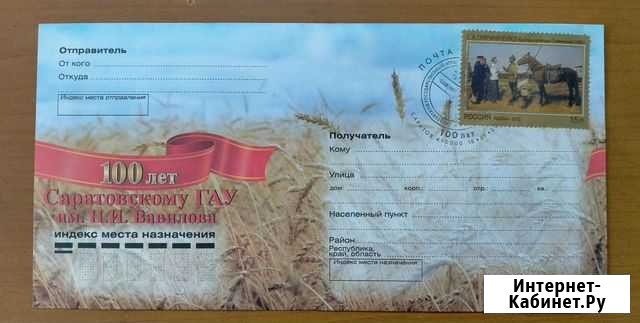 Отправитель
От кого
Откуда
Индекс места отправления
100 лет
Саратовскому ГАУ
им. Н.И. Вавилова
индекс места назначения
ПОЧТА
САРАТОВ 410000
100 лет
РОССИЯ
Получатель
Кому
Улица
дом корп. стр. кв.
Населенный пункт
Район
Республика,
край, область
Индекс места назначения
Интернет-
Кабинет.Ру